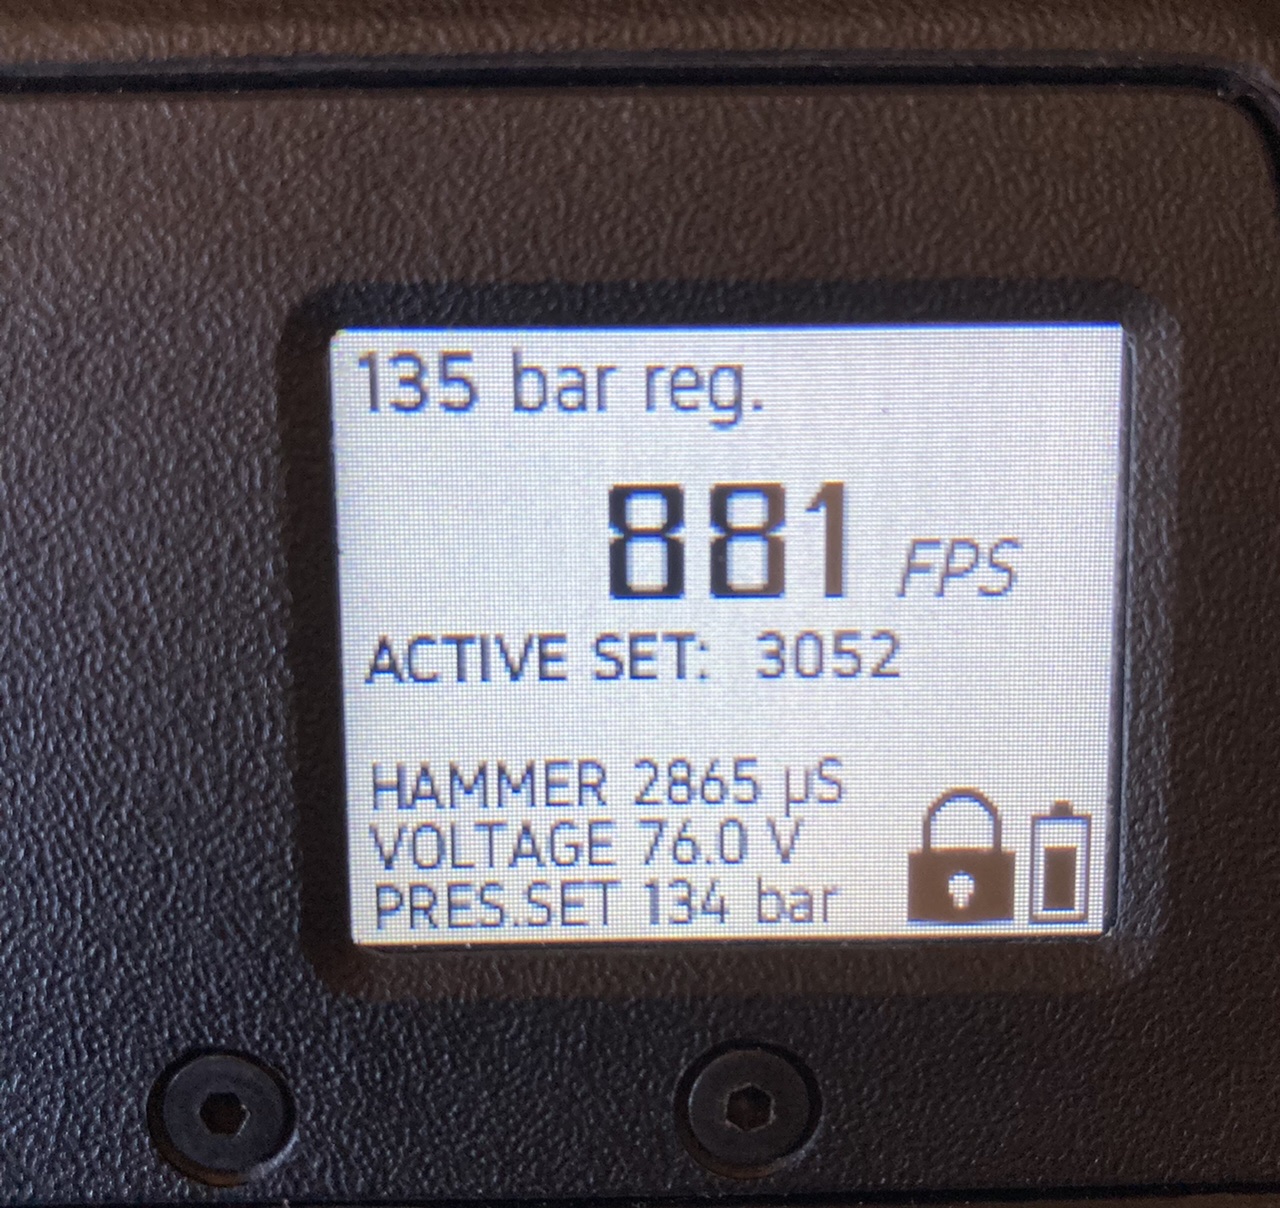 135 bar reg.
881 FPS
ACTIVE SET: 3052
HAMMER 2865 µS
VOLTAGE 76.0 V
PRES.SET 134 bar